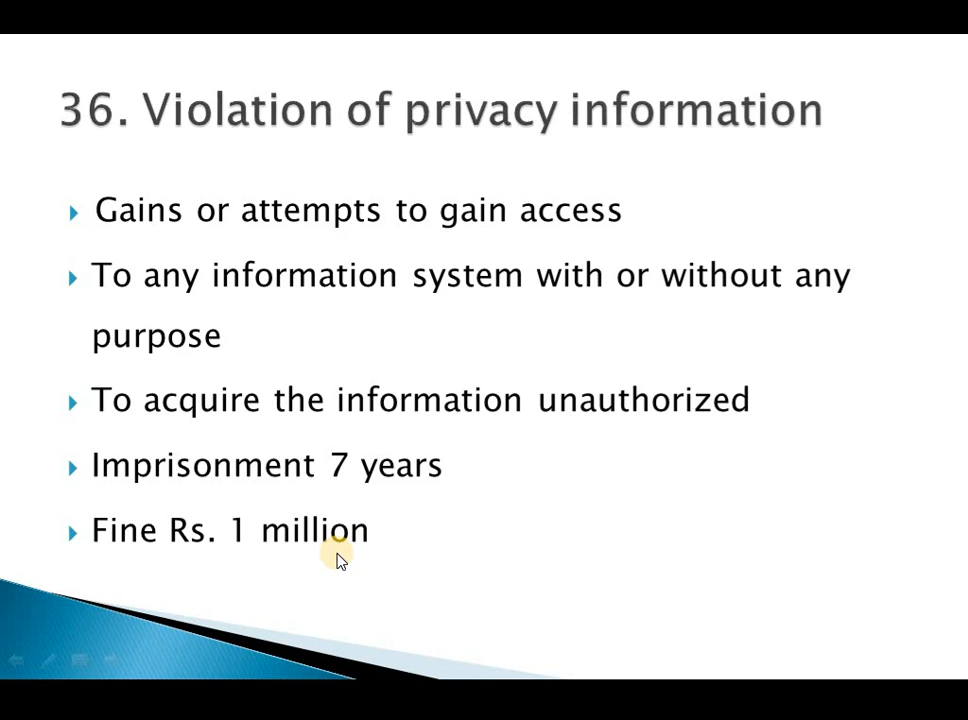 36. Violation of privacy information
Gains or attempts to gain access
To any information system with or without any
purpose
To acquire the information unauthorized
Imprisonment 7 years
Fine Rs. 1 million